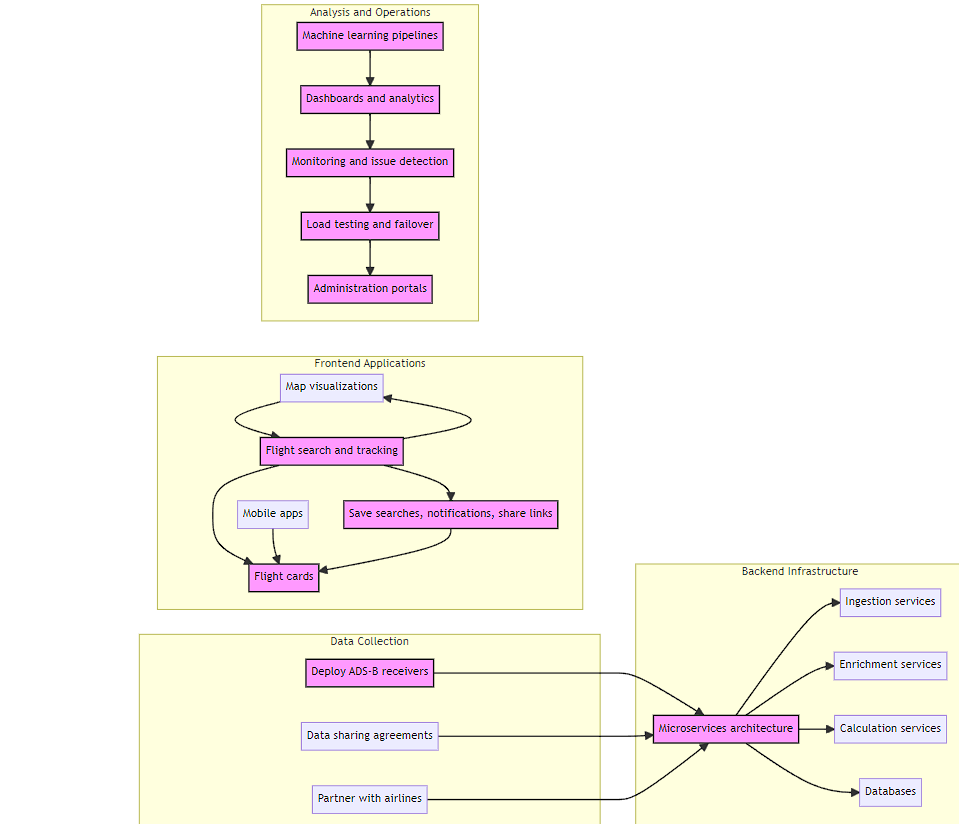 Analysis and Operations
Machine learning pipelines
Dashboards and analytics
Monitoring and issue detection
Load testing and failover
Administration portals
Frontend Applications
Map visualizations
Flight search and tracking
Mobile apps
Save searches, notifications, share links
Flight cards
Data Collection
Deploy ADS-B receivers
Data sharing agreements
Partner with airlines
Backend Infrastructure
Microservices architecture
Ingestion services
Enrichment services
Calculation services
Databases